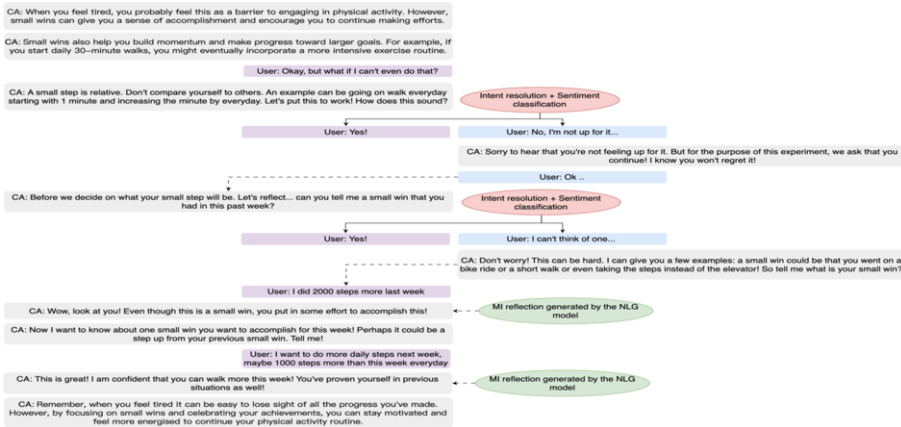 CA: When you feel tired, you probably feel this as a barrier to engaging in physical activity. However,
small wins can give you a sense of accomplishment and encourage you to continue making efforts.
CA: Small wins also help you build momentum and make progress toward larger goals. For example, if
you start daily 30−minute walks, you might eventually incorporate a more intensive exercise routine.
User: Okay, but what if I can't even do that?
CA: A small step is relative. Don't compare yourself to others. An example can be going on walk everyday
starting with 1 minute and increasing the minute by everyday. Let's put this to work! How does this sound?
Intent resolution + Sentiment
classification
User: Yes!
User: No, I'm not up for it...
CA: Sorry to hear that you're not feeling up for it. But for the purpose of this experiment, we ask that you
continue! I know you won't regret it!
User: Ok ..
CA: Before we decide on what your small step will be. Let's reflect... can you tell me a small win that you
had in this past week?
Intent resolution + Sentiment
classification
User: Yes!
User: I can't think of one...
CA: Don't worry! This can be hard. I can give you a few examples: a small win could be that you went on a
bike ride or a short walk or even taking the steps instead of the elevator! So tell me what is your small win?
User: I did 2000 steps more last week
CA: Wow, look at you! Even though this is a small win, you put in some effort to accomplish this!
MI reflection generated by the NLG
model
CA: Now I want to know about one small win you want to accomplish for this week! Perhaps it could be a
step up from your previous small win. Tell me!
User: I want to do more daily steps next week,
maybe 1000 steps more than this week everyday
CA: This is great! I am confident that you can walk more this week! You've proven yourself in previous
situations as well!
MI reflection generated by the NLG
model
CA: Remember, when you feel tired it can be easy to lose sight of all the progress you've made.
However, by focusing on small wins and celebrating your achievements, you can stay motivated and
feel more energised to continue your physical activity routine.